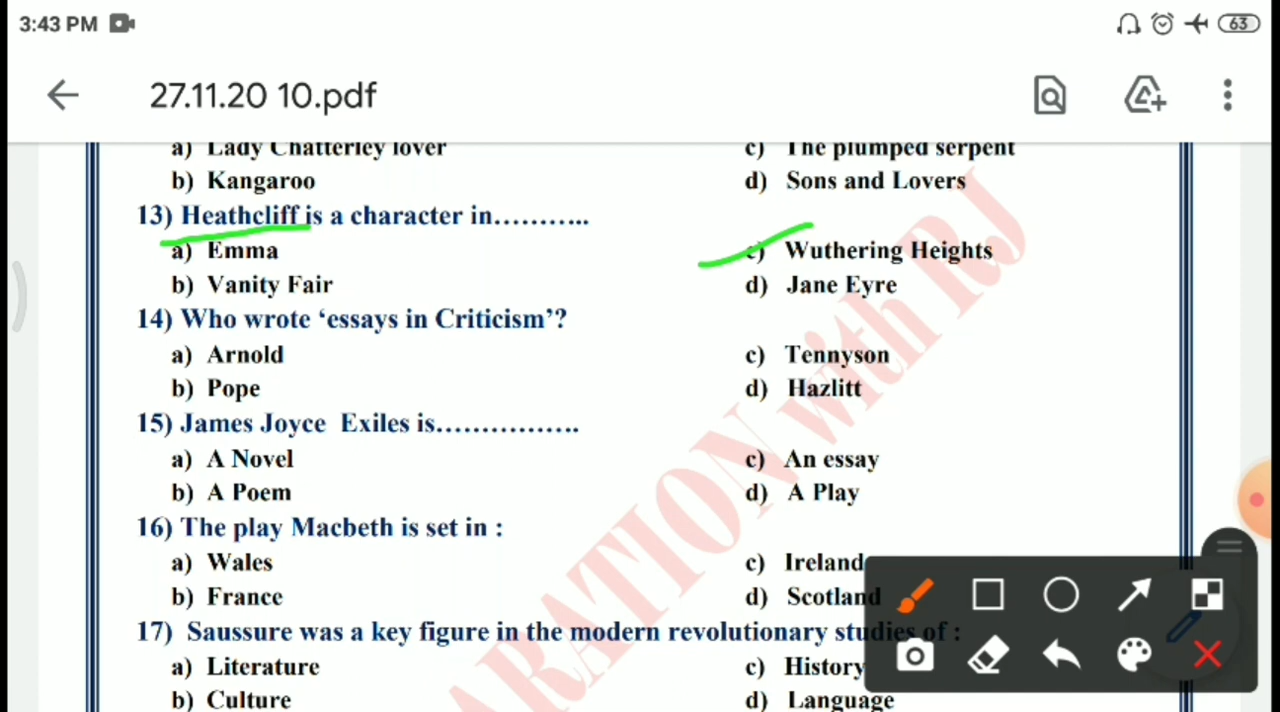 3:43 PM 63
27.11.20 10.pdf
a) Lady Chatterley lover c) The plumped serpent
b) Kangaroo d) Sons and Lovers
13) Heathcliff is a character in………..
a) Emma c) Wuthering Heights
b) Vanity Fair d) Jane Eyre
14) Who wrote ‘essays in Criticism’?
a) Arnold c) Tennyson
b) Pope d) Hazlitt
15) James Joyce Exiles is…………….
a) A Novel c) An essay
b) A Poem d) A Play
16) The play Macbeth is set in :
a) Wales c) Ireland
b) France d) Scotland
17) Saussure was a key figure in the modern revolutionary studies of :
a) Literature c) History
b) Culture d) Language
ARATION with RJ